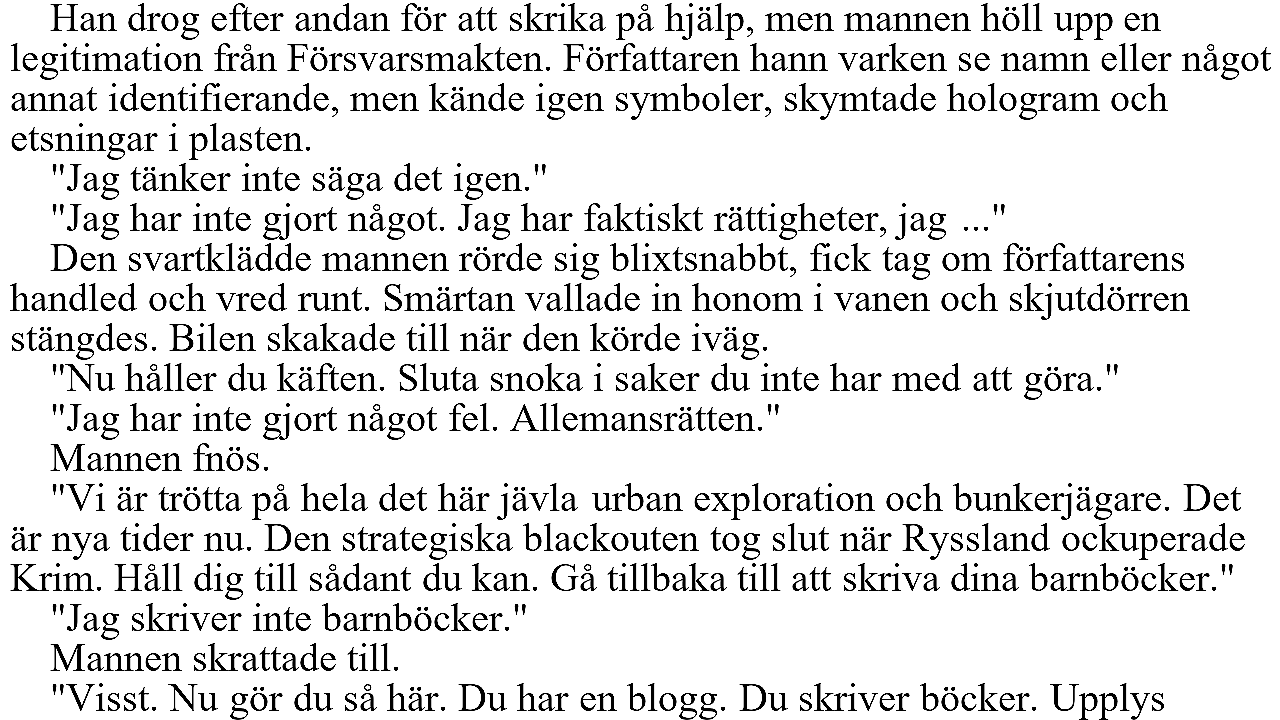 Han drog efter andan för att skrika på hjälp, men mannen höll upp en
legitimation från Försvarsmakten. Författaren hann varken se namn eller något
annat identifierande, men kände igen symboler, skymtade hologram och
etsningar i plasten.
"Jag tänker inte säga det igen."
"Jag har inte gjort något. Jag har faktiskt rättigheter, jag ..."
Den svartklädde mannen rörde sig blixtsnabbt, fick tag om författarens
handled och vred runt. Smärtan vallade in honom i vanen och skjutdörren
stängdes. Bilen skakade till när den körde iväg.
"Nu håller du käften. Sluta snoka i saker du inte har med att göra."
"Jag har inte gjort något fel. Allemansrätten."
Mannen fnös.
"Vi är trötta på hela det här jävla urban exploration och bunkerjägare. Det
är nya tider nu. Den strategiska blackouten tog slut när Ryssland ockuperade
Krim. Håll dig till sådant du kan. Gå tillbaka till att skriva dina barnböcker."
"Jag skriver inte barnböcker."
Mannen skrattade till.
"Visst. Nu gör du så här. Du har en blogg. Du skriver böcker. Upplys